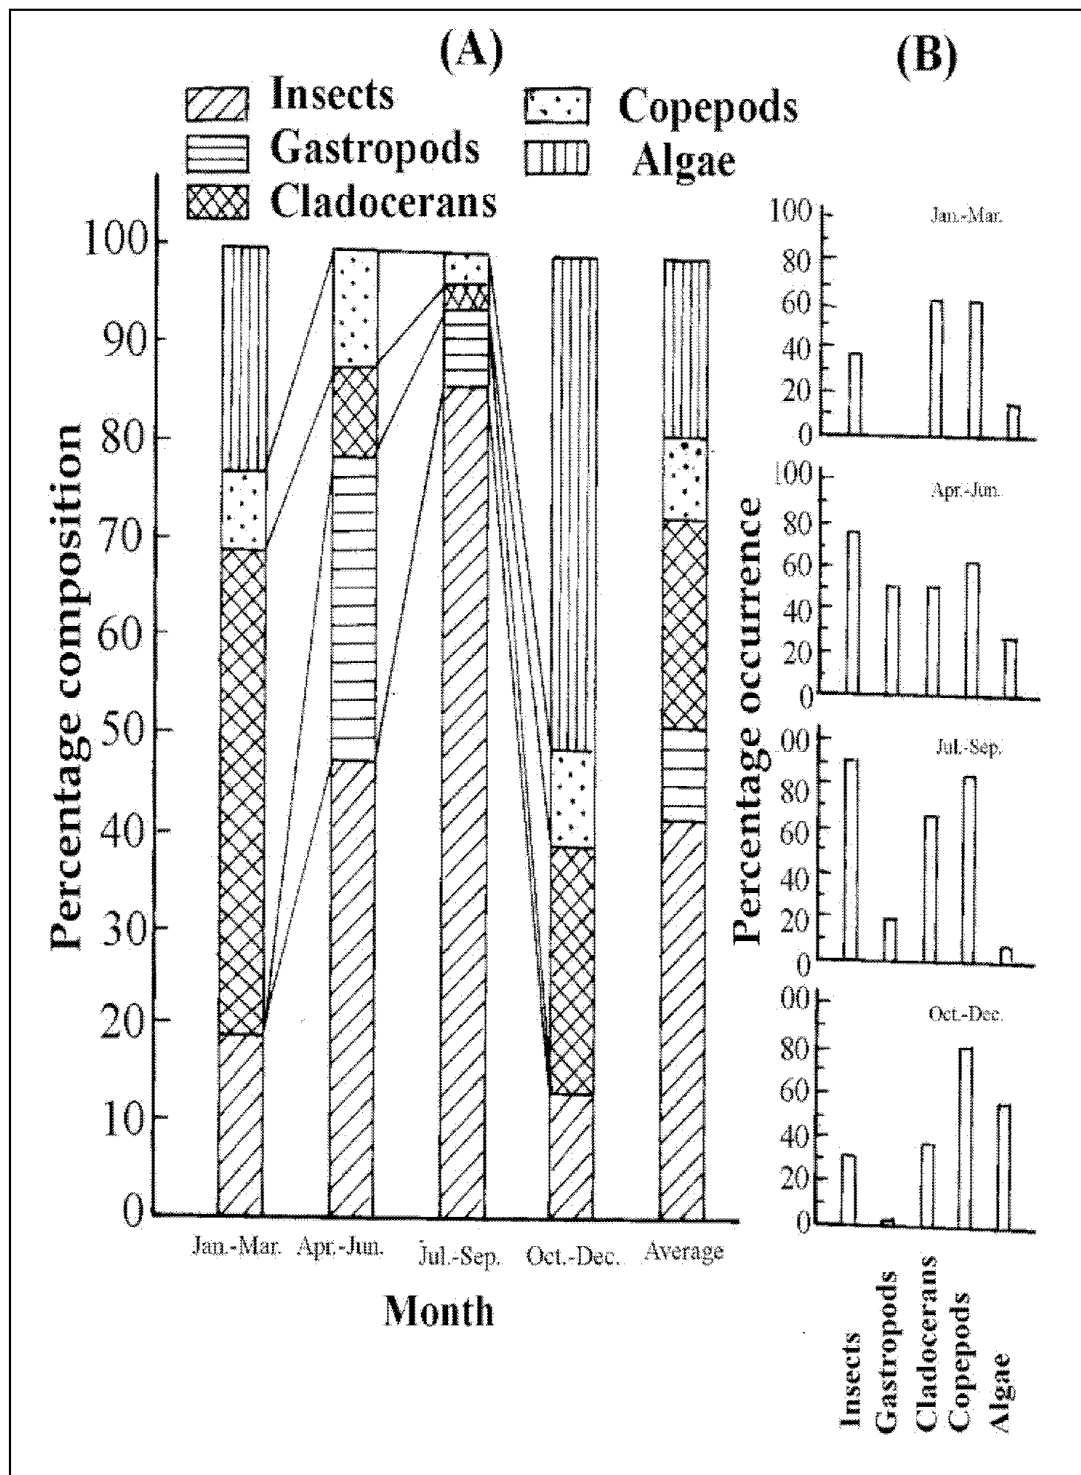 (A)
Insects
Gastropods
Cladocerans
Copepods
Algae
Percentage composition
100
90
80
70
60
50
40
30
20
10
0
Jan.-Mar.
Apr.-Jun.
Jul.-Sep.
Oct.-Dec.
Average
Month
(B)
Percentage occurrence
Jan.-Mar.
100
80
60
40
20
0
Apr.-Jun.
100
80
60
40
20
0
Jul.-Sep.
00
80
60
40
20
0
Oct.-Dec.
00
80
60
40
20
0
Insects
Gastropods
Cladocerans
Copepods
Algae